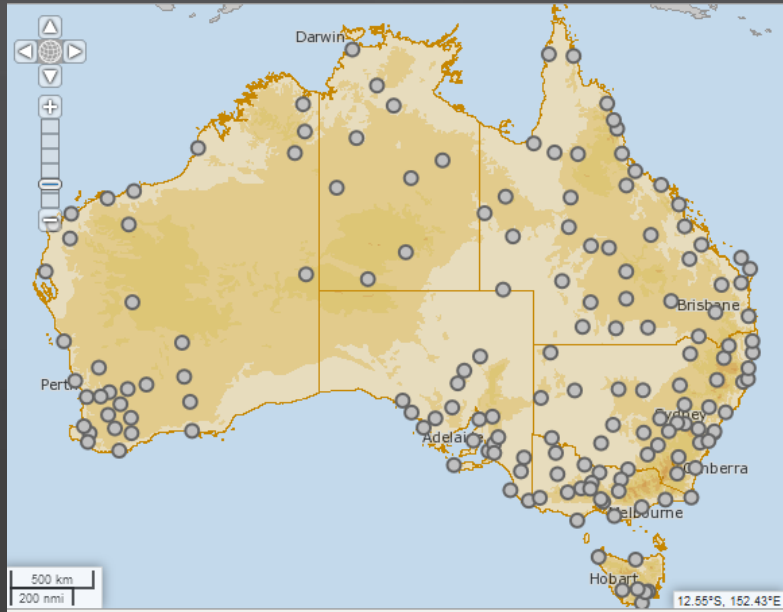 Darwin
Brisbane
Perth
Sydney
Adelaide
Canberra
Melbourne
Hobart
500 km
200 nmi
12.55°S, 152.43°E